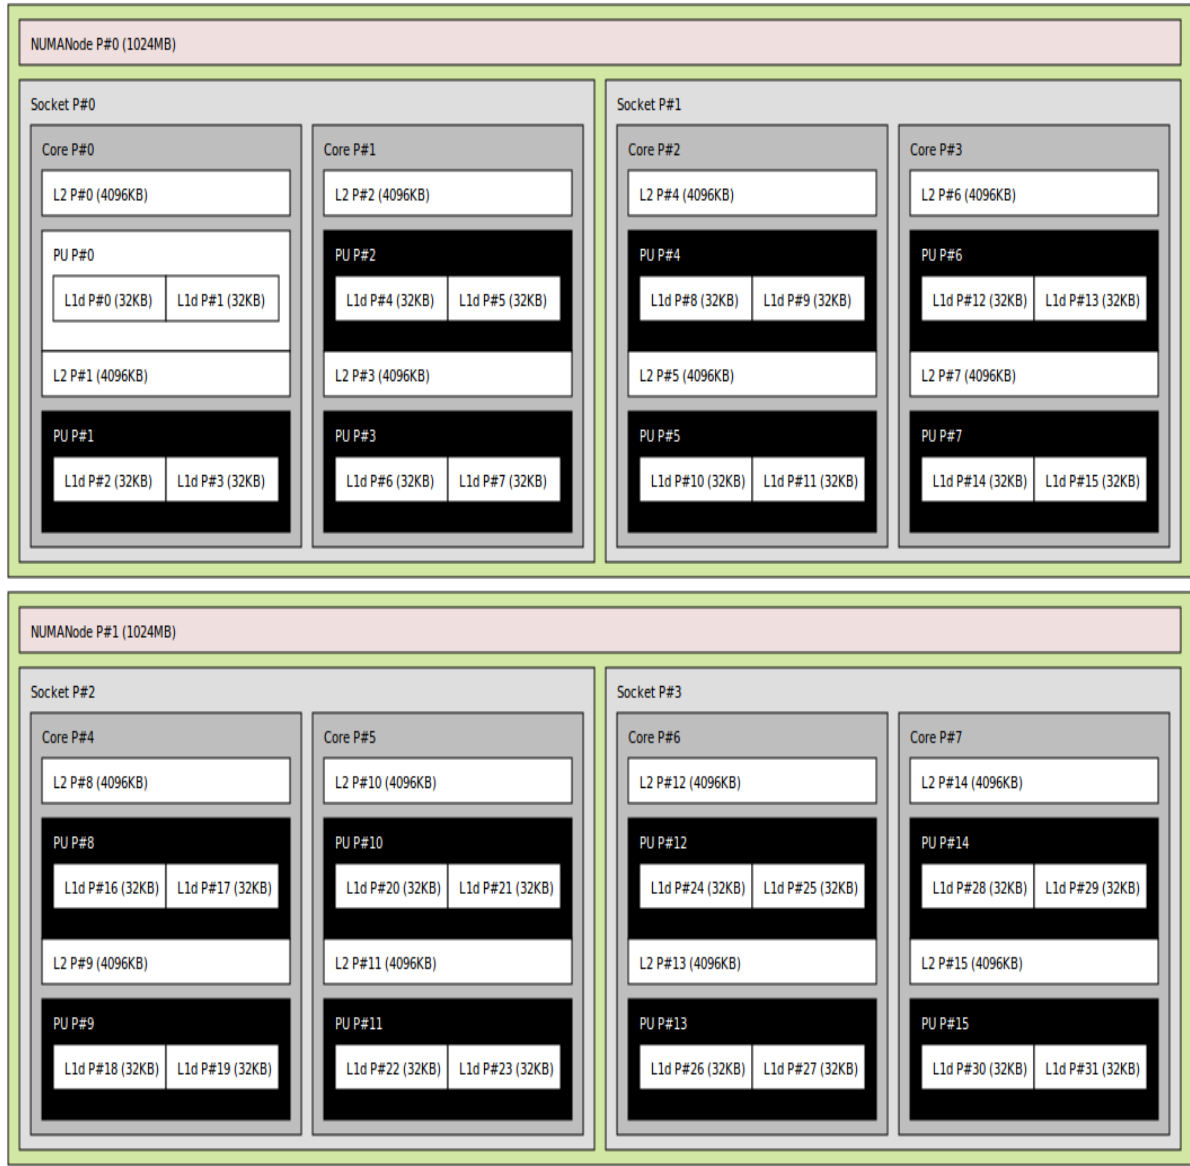 NUMANode P#0 (1024MB)
Socket P#0
Socket P#1
Core P#0
Core P#1
Core P#2
Core P#3
L2 P#0 (4096KB)
L2 P#2 (4096KB)
L2 P#4 (4096KB)
L2 P#6 (4096KB)
PU P#0
PU P#2
PU P#4
PU P#6
L1d P#0 (32KB)
L1d P#1 (32KB)
L1d P#4 (32KB)
L1d P#5 (32KB)
L1d P#8 (32KB)
L1d P#9 (32KB)
L1d P#12 (32KB)
L1d P#13 (32KB)
L2 P#1 (4096KB)
L2 P#3 (4096KB)
L2 P#5 (4096KB)
L2 P#7 (4096KB)
PU P#1
PU P#3
PU P#5
PU P#7
L1d P#2 (32KB)
L1d P#3 (32KB)
L1d P#6 (32KB)
L1d P#7 (32KB)
L1d P#10 (32KB)
L1d P#11 (32KB)
L1d P#14 (32KB)
L1d P#15 (32KB)
NUMANode P#1 (1024MB)
Socket P#2
Socket P#3
Core P#4
Core P#5
Core P#6
Core P#7
L2 P#8 (4096KB)
L2 P#10 (4096KB)
L2 P#12 (4096KB)
L2 P#14 (4096KB)
PU P#8
PU P#10
PU P#12
PU P#14
L1d P#16 (32KB)
L1d P#17 (32KB)
L1d P#20 (32KB)
L1d P#21 (32KB)
L1d P#24 (32KB)
L1d P#25 (32KB)
L1d P#28 (32KB)
L1d P#29 (32KB)
L2 P#9 (4096KB)
L2 P#11 (4096KB)
L2 P#13 (4096KB)
L2 P#15 (4096KB)
PU P#9
PU P#11
PU P#13
PU P#15
L1d P#18 (32KB)
L1d P#19 (32KB)
L1d P#22 (32KB)
L1d P#23 (32KB)
L1d P#26 (32KB)
L1d P#27 (32KB)
L1d P#30 (32KB)
L1d P#31 (32KB)